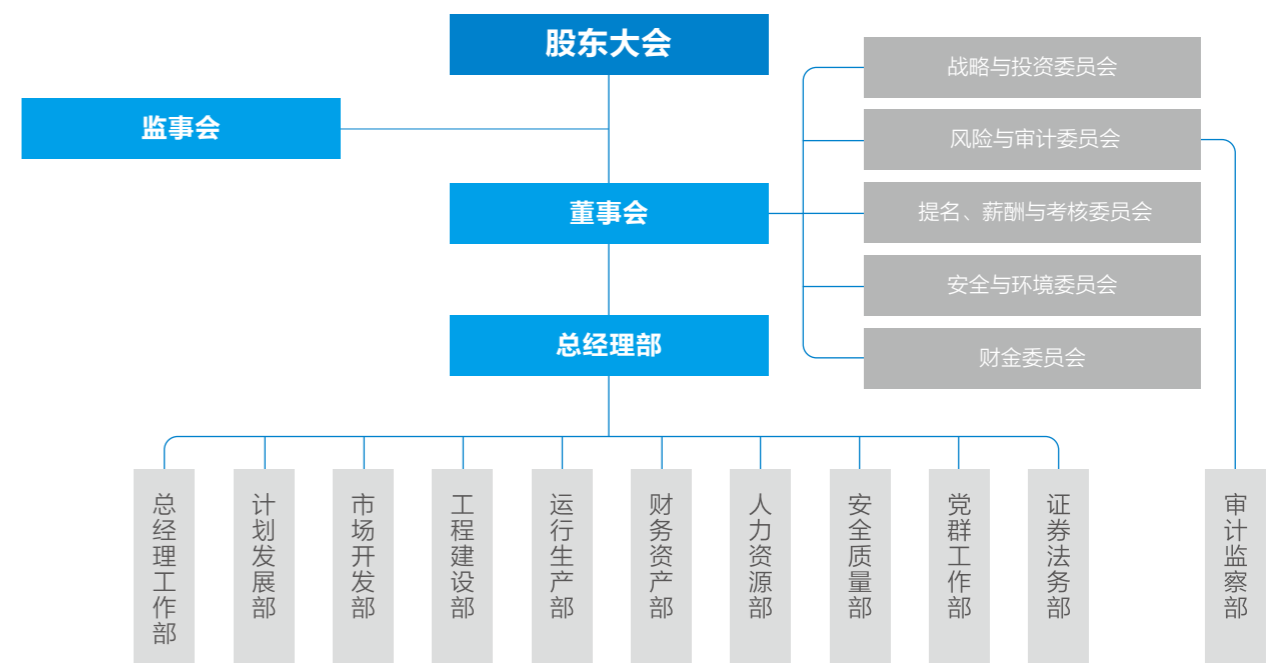 股东大会
监事会
董事会
总经理部
战略与投资委员会
风险与审计委员会
提名、薪酬与考核委员会
安全与环境委员会
财金委员会
总经理工作部
计划发展部
市场开发部
工程建设部
运行生产部
财务资产部
人力资源部
安全质量部
党群工作部
证券法务部
审计监察部